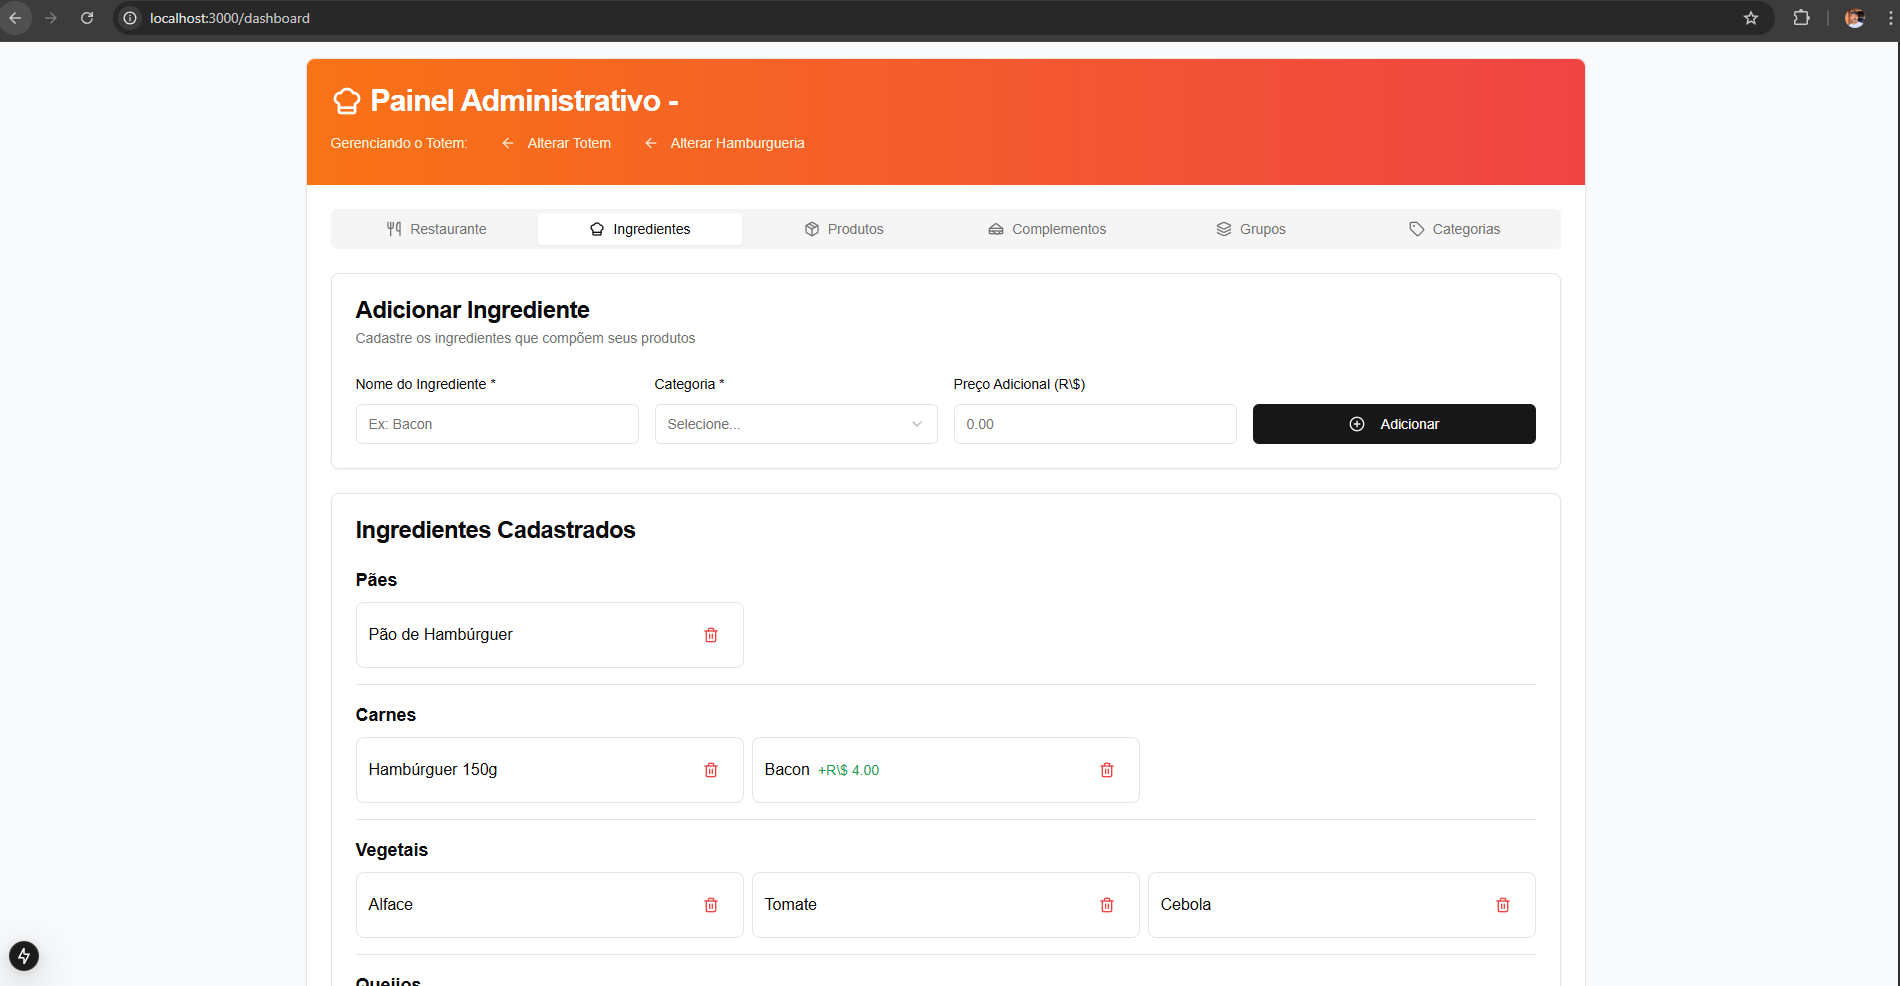 localhost:3000/dashboard
Painel Administrativo -
Gerenciando o Totem: Alterar Totem Alterar Hamburgueria
Restaurante Ingredientes Produtos Complementos Grupos Categorias
Adicionar Ingrediente
Cadastre os ingredientes que compõem seus produtos
Nome do Ingrediente * Categoria * Preço Adicional (R\$)
Ex: Bacon Selecione... 0.00 Adicionar
Ingredientes Cadastrados
Pães
Pão de Hambúrguer
Carnes
Hambúrguer 150g Bacon +R\$ 4.00
Vegetais
Alface Tomate Cebola
Queijos